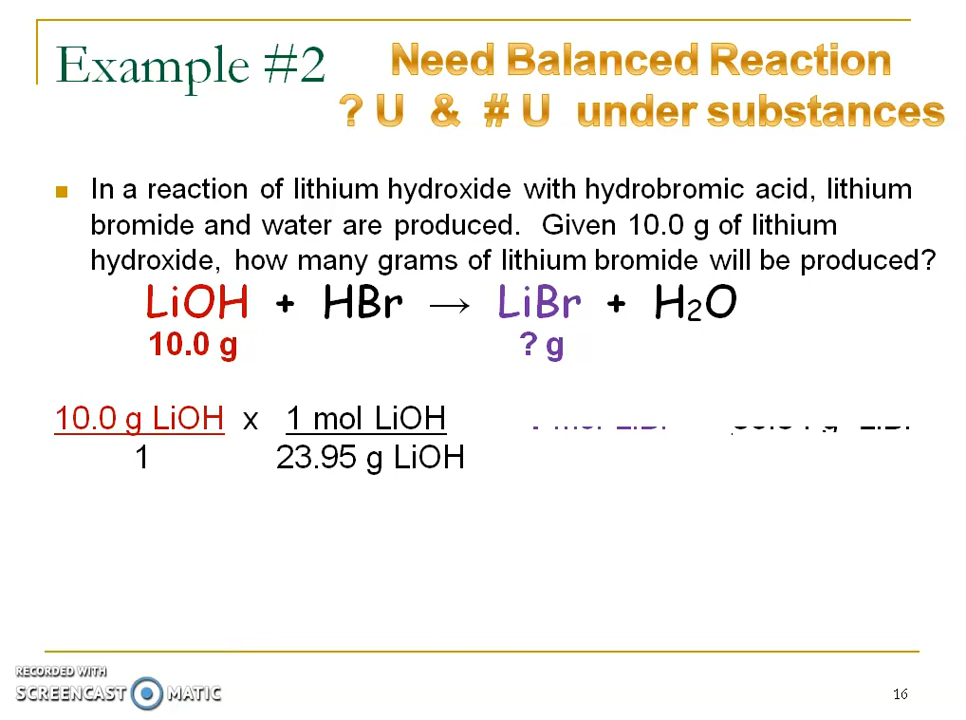 Example #2
Need Balanced Reaction
? U & # U under substances
In a reaction of lithium hydroxide with hydrobromic acid, lithium
bromide and water are produced. Given 10.0 g of lithium
hydroxide, how many grams of lithium bromide will be produced?
LiOH + HBr → LiBr + H₂O
10.0 g ? g
10.0 g LiOH x 1 mol LiOH
1 23.95 g LiOH
RECORDED WITH
SCREENCAST MATIC
16